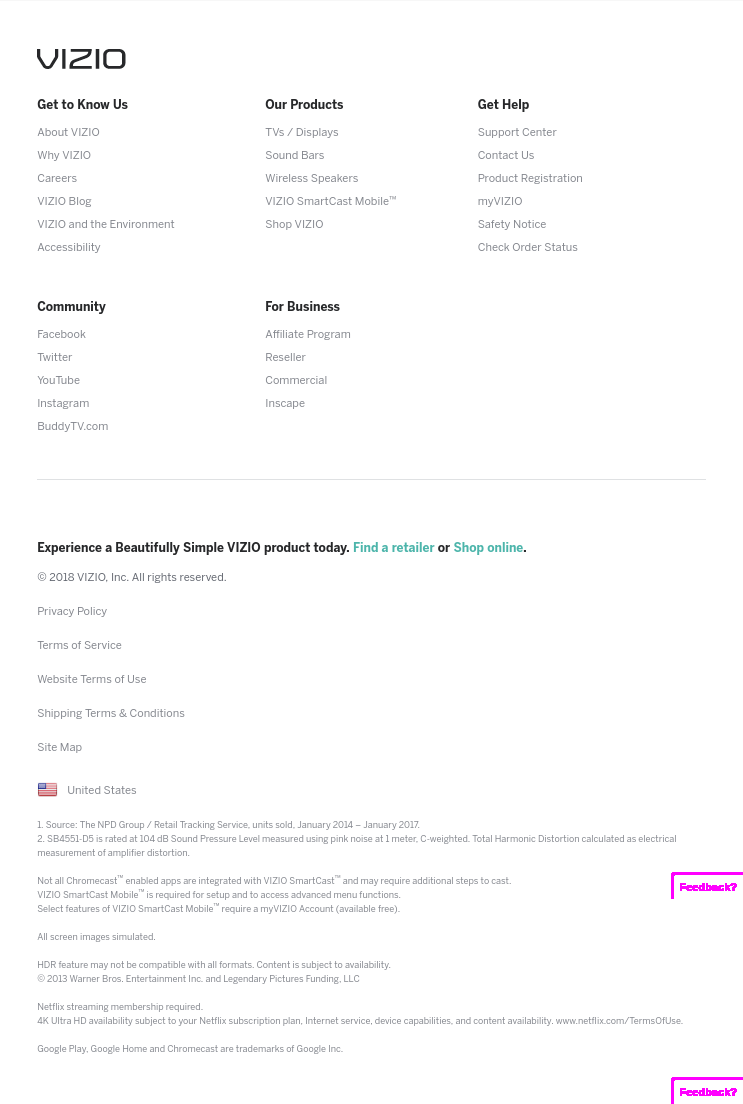 VIZIO
Get to Know Us
About VIZIO
Why VIZIO
Careers
VIZIO Blog
VIZIO and the Environment
Accessibility
Our Products
TVs / Displays
Sound Bars
Wireless Speakers
VIZIO SmartCast Mobile™
Shop VIZIO
Get Help
Support Center
Contact Us
Product Registration
myVIZIO
Safety Notice
Check Order Status
Community
Facebook
Twitter
YouTube
Instagram
BuddyTV.com
For Business
Affiliate Program
Reseller
Commercial
Inscape
Experience a Beautifully Simple VIZIO product today. Find a retailer or Shop online.
© 2018 VIZIO, Inc. All rights reserved.
Privacy Policy
Terms of Service
Website Terms of Use
Shipping Terms & Conditions
Site Map
United States
1. Source: The NPD Group / Retail Tracking Service, units sold, January 2014 – January 2017.
2. SB4551-D5 is rated at 104 dB Sound Pressure Level measured using pink noise at 1 meter, C-weighted. Total Harmonic Distortion calculated as electrical
measurement of amplifier distortion.
Not all Chromecast™ enabled apps are integrated with VIZIO SmartCast™ and may require additional steps to cast.
VIZIO SmartCast Mobile™ is required for setup and to access advanced menu functions.
Select features of VIZIO SmartCast Mobile™ require a myVIZIO Account (available free).
Feedback?
All screen images simulated.
HDR feature may not be compatible with all formats. Content is subject to availability.
© 2013 Warner Bros. Entertainment Inc. and Legendary Pictures Funding, LLC
Netflix streaming membership required.
4K Ultra HD availability subject to your Netflix subscription plan, Internet service, device capabilities, and content availability. www.netflix.com/TermsOfUse.
Google Play, Google Home and Chromecast are trademarks of Google Inc.
Feedback?